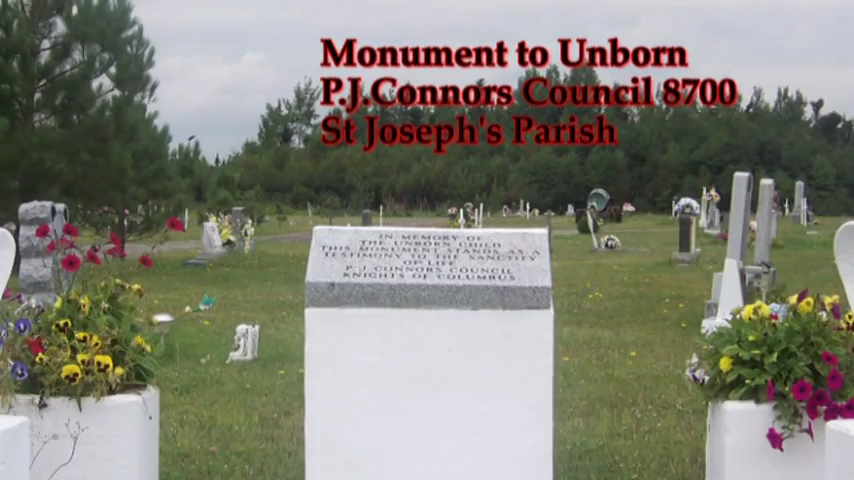 Monument to Unborn
P.J.Connors Council 8700
St Joseph's Parish
IN MEMORY OF
THE UNBORN CHILD
THIS MONUMENT STANDS AS A
TESTIMONY TO THE SANCTITY
OF LIFE
P. J. CONNORS COUNCIL
KNIGHTS OF COLUMBUS